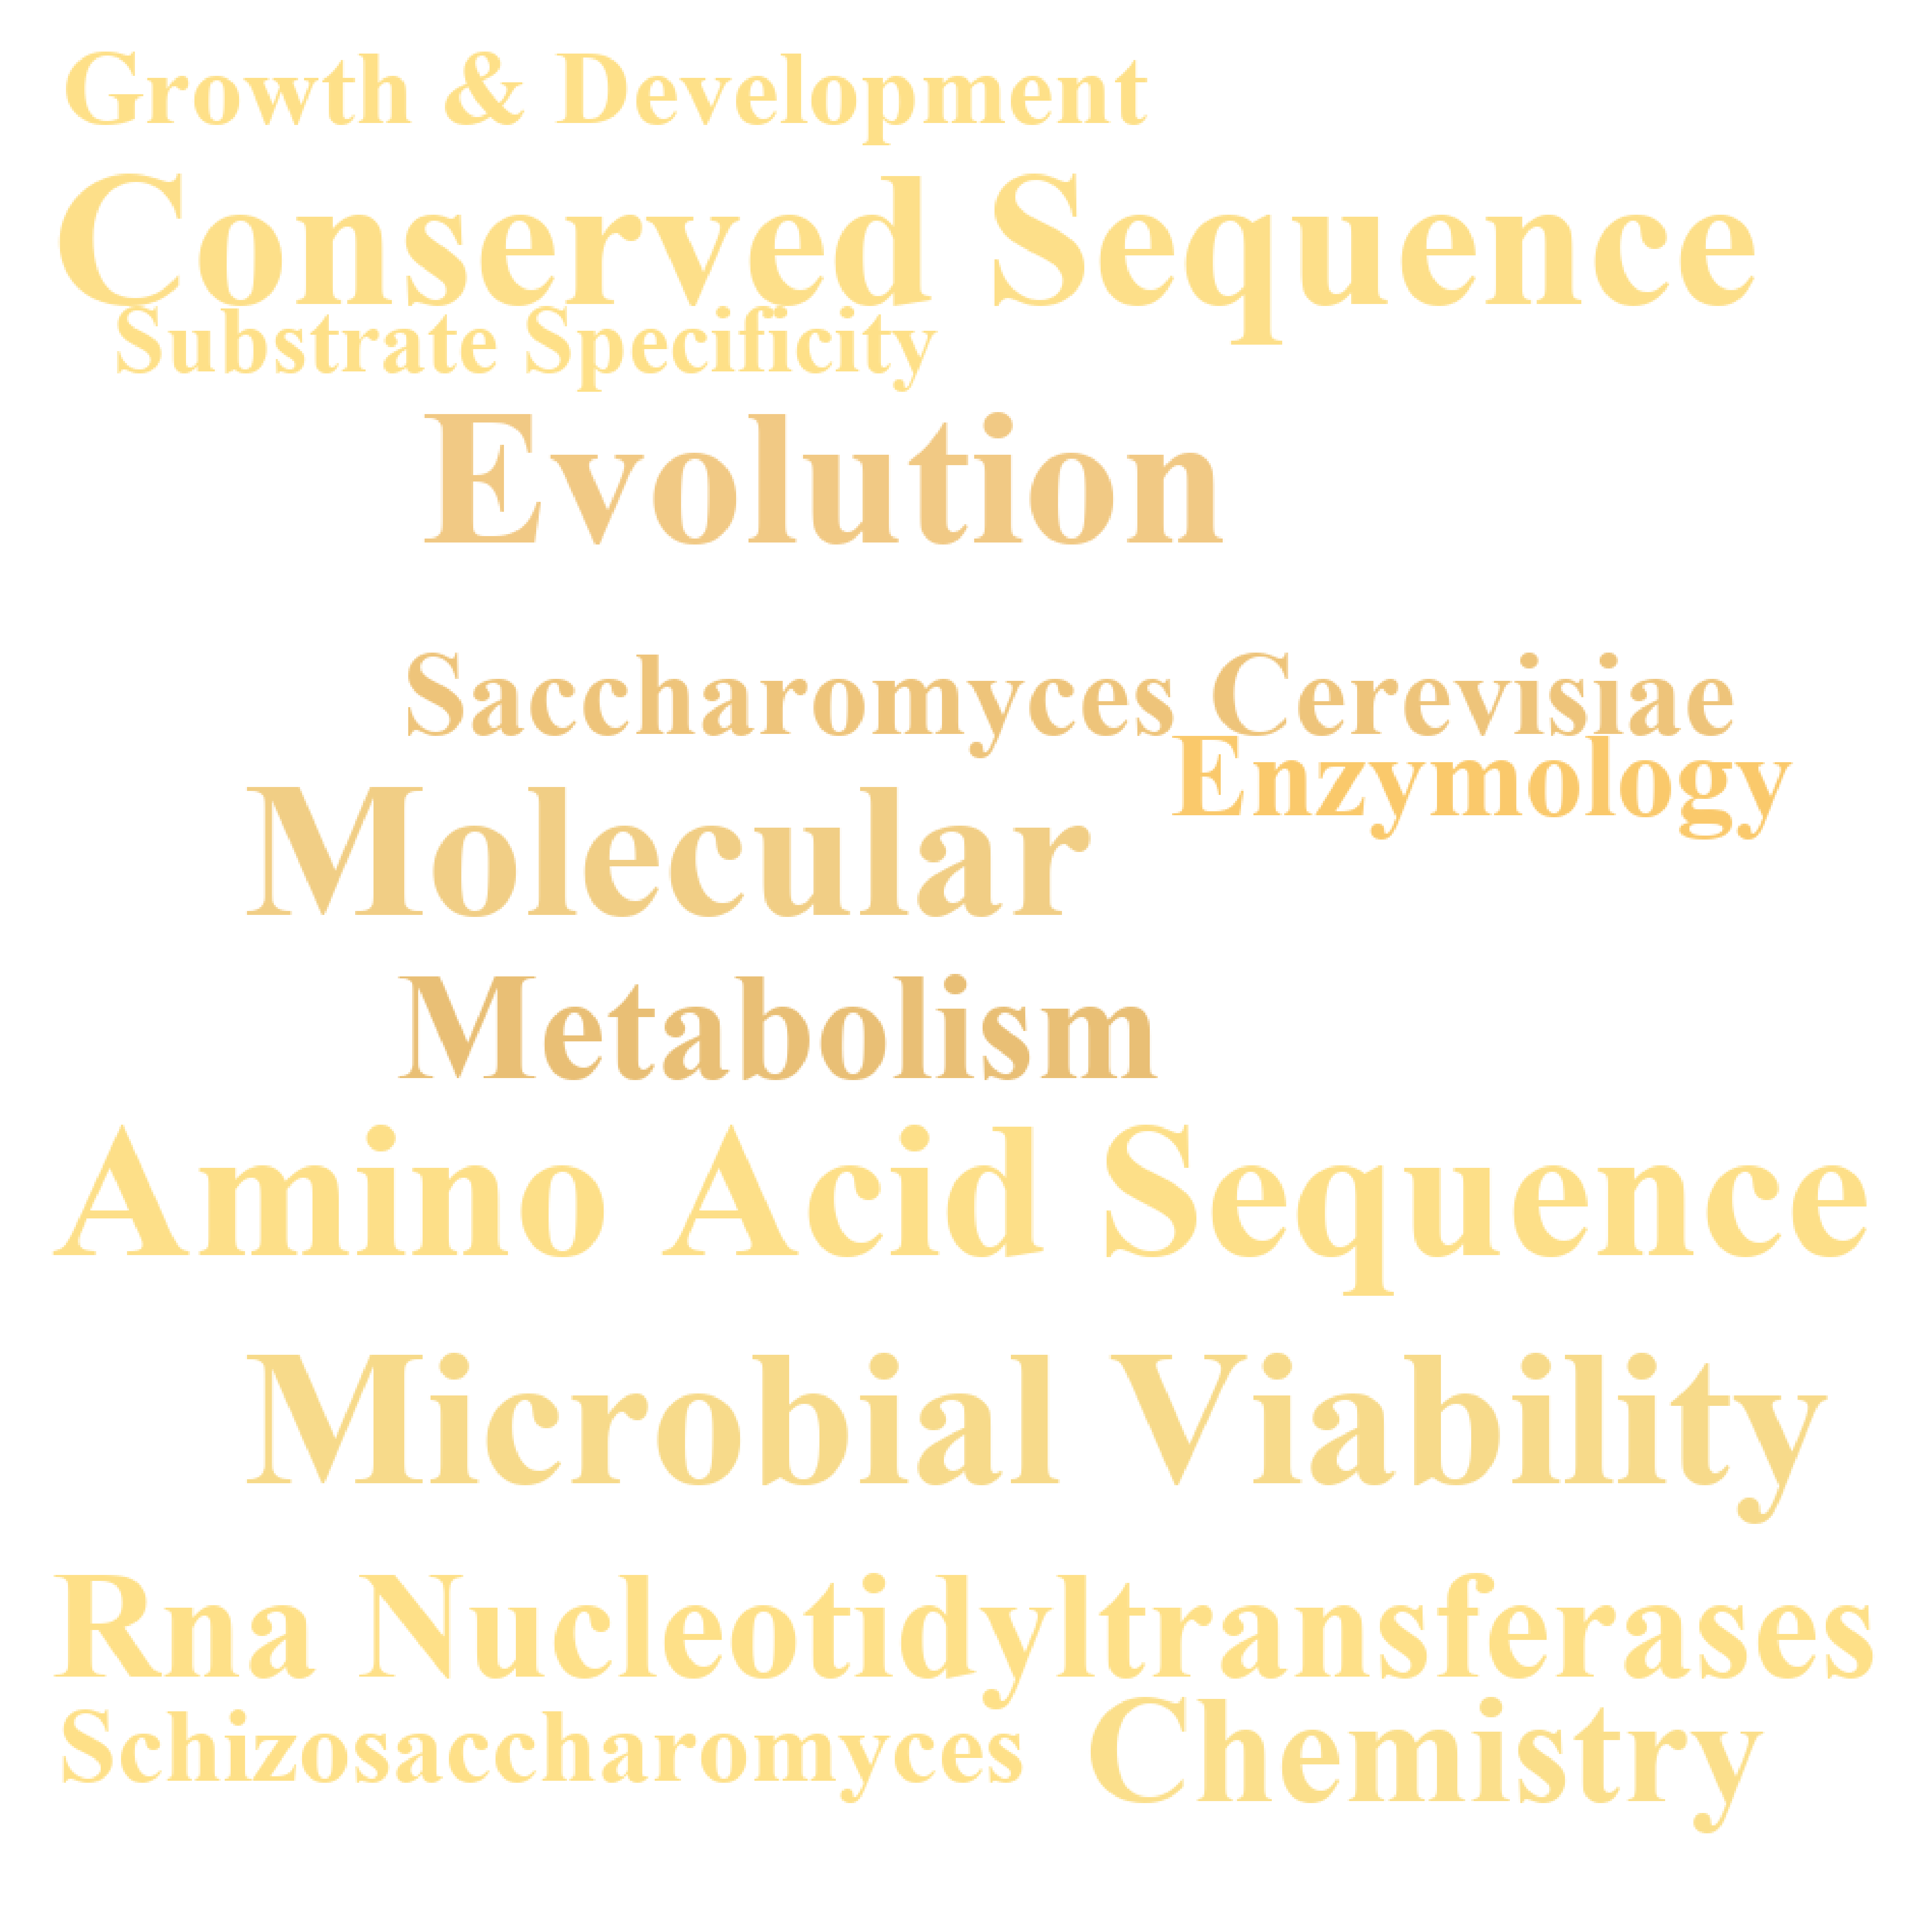 Growth & Development
Conserved Sequence
Substrate Specificity
Evolution
Saccharomyces Cerevisiae
Enzymology
Molecular
Metabolism
Amino Acid Sequence
Microbial Viability
Rna Nucleotidyltransferases
Schizosaccharomyces Chemistry